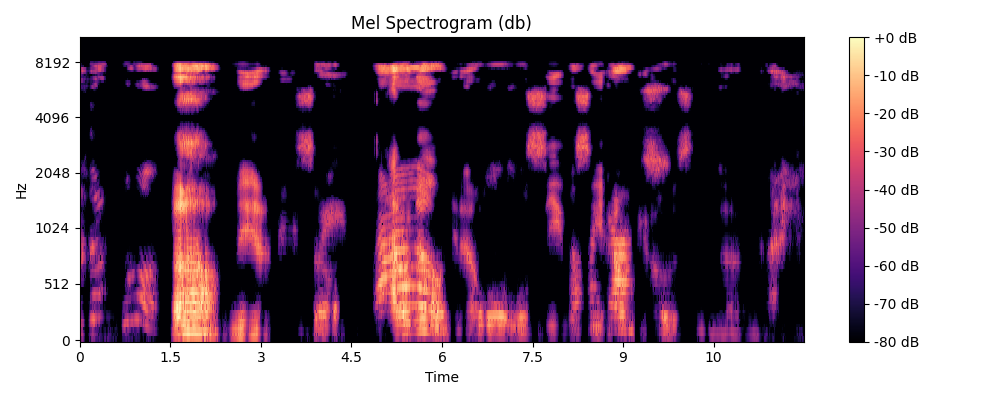 Mel Spectrogram (db)
8192
4096
2048
1024
512
0
Hz
0 1.5 3 4.5 6 7.5 9 10
Time
+0 dB
-10 dB
-20 dB
-30 dB
-40 dB
-50 dB
-60 dB
-70 dB
-80 dB